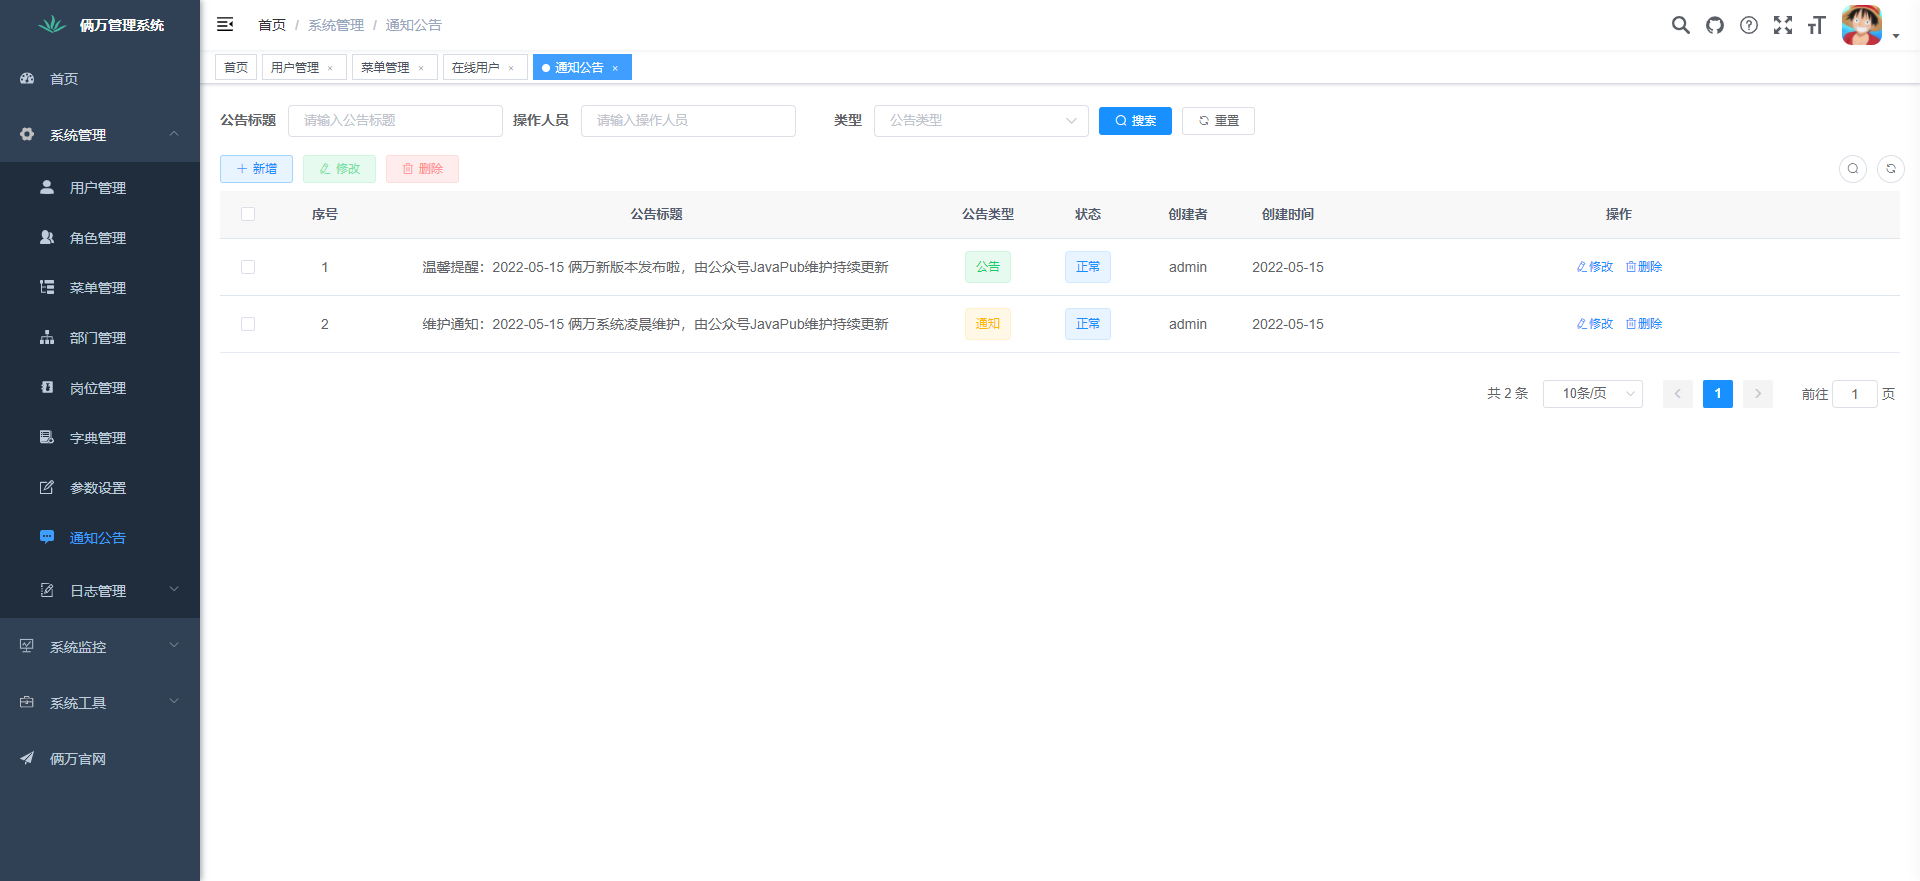 俩万管理系统
首页
系统管理
用户管理
角色管理
菜单管理
部门管理
岗位管理
字典管理
参数设置
通知公告
日志管理
系统监控
系统工具
俩万官网
首页 / 系统管理 / 通知公告
首页 用户管理 × 菜单管理 × 在线用户 × 通知公告 ×
公告标题 请输入公告标题 操作人员 请输入操作人员 类型 公告类型 搜索 重置
新增 修改 删除
序号 公告标题 公告类型 状态 创建者 创建时间 操作
1 温馨提醒：2022-05-15 俩万新版本发布啦，由公众号JavaPub维护持续更新 公告 正常 admin 2022-05-15 修改 删除
2 维护通知：2022-05-15 俩万系统凌晨维护，由公众号JavaPub维护持续更新 通知 正常 admin 2022-05-15 修改 删除
共 2 条 10条/页 1 前往 1 页